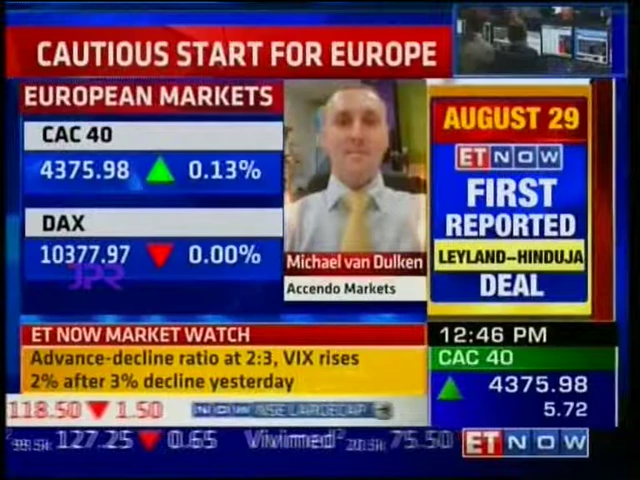 CAUTIOUS START FOR EUROPE
EUROPEAN MARKETS
CAC 40
4375.98 0.13%
DAX
10377.97 0.00%
JPR
Michael van Dulken
Accendo Markets
AUGUST 29
ET NOW
FIRST
REPORTED
LEYLAND-HINDUJA
DEAL
ET NOW MARKET WATCH
Advance-decline ratio at 2:3, VIX rises
2% after 3% decline yesterday
12:46 PM
CAC 40
4375.98
5.72
118.50 1.50 NSE LARGECAP
127.25 0.65 Vivimed 75.50
ET NOW